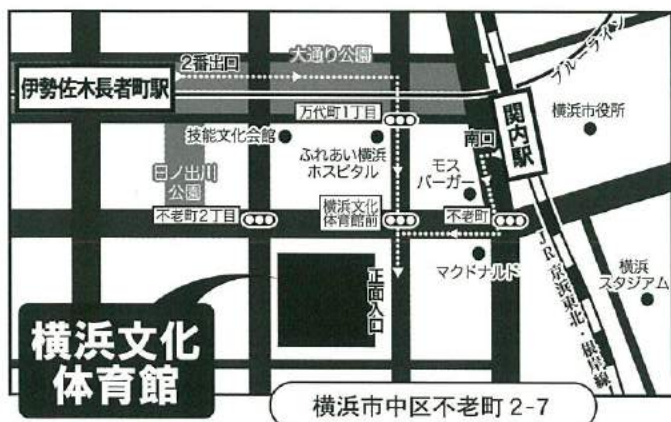 大通り公園
2番出口
伊勢佐木長者町駅
ブルーライン
万代町1丁目
関内駅
横浜市役所
技能文化会館
ふれあい横浜
ホスピタル
南口
モス
バーガー
日ノ出川
公園
不老町2丁目
横浜文化
体育館前
不老町
マクドナルド
正面入口
JR京浜東北・根岸線
横浜
スタジアム
横浜文化
体育館
横浜市中区不老町2-7